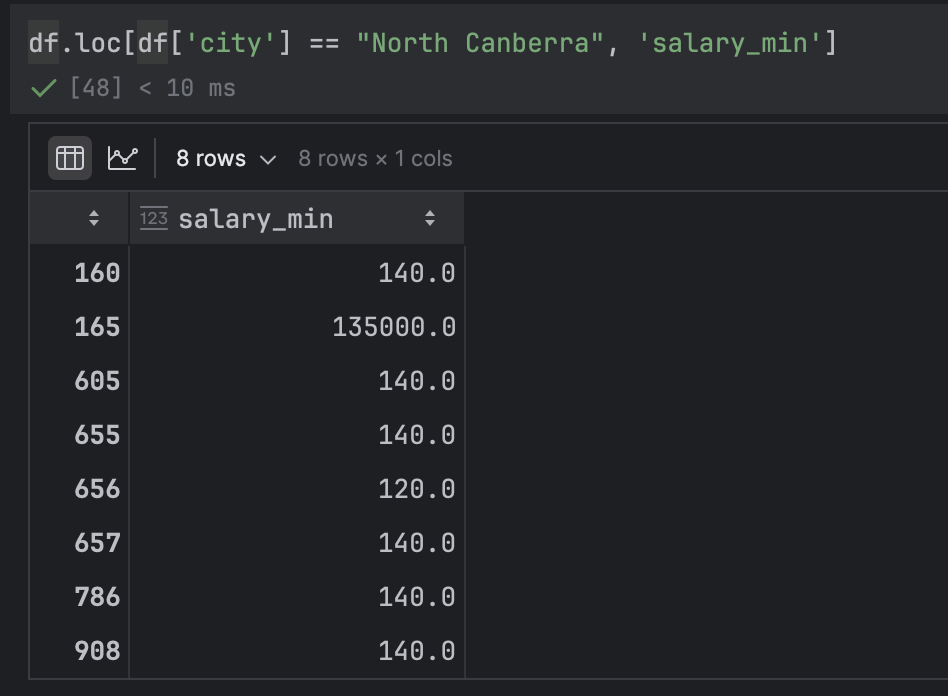 df.loc[df['city'] == "North Canberra", 'salary_min']
[48] < 10 ms
8 rows 8 rows × 1 cols
123 salary_min
160 140.0
165 135000.0
605 140.0
655 140.0
656 120.0
657 140.0
786 140.0
908 140.0